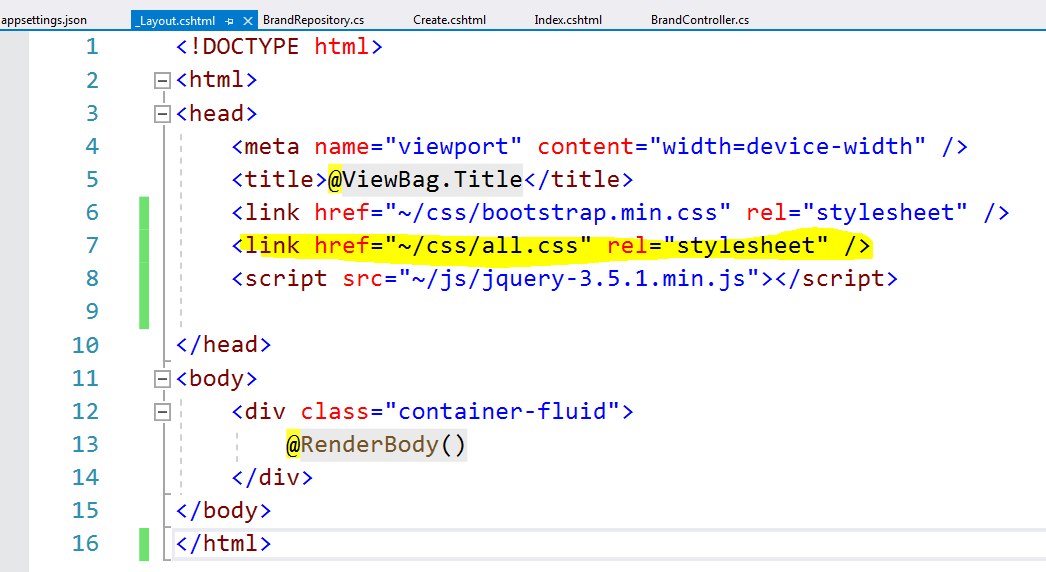 appsettings.json _Layout.cshtml BrandRepository.cs Create.cshtml Index.cshtml BrandController.cs
1 <!DOCTYPE html>
2 <html>
3 <head>
4 <meta name="viewport" content="width=device-width" />
5 <title>@ViewBag.Title</title>
6 <link href="~/css/bootstrap.min.css" rel="stylesheet" />
7 <link href="~/css/all.css" rel="stylesheet" />
8 <script src="~/js/jquery-3.5.1.min.js"></script>
9
10 </head>
11 <body>
12 <div class="container-fluid">
13 @RenderBody()
14 </div>
15 </body>
16 </html>